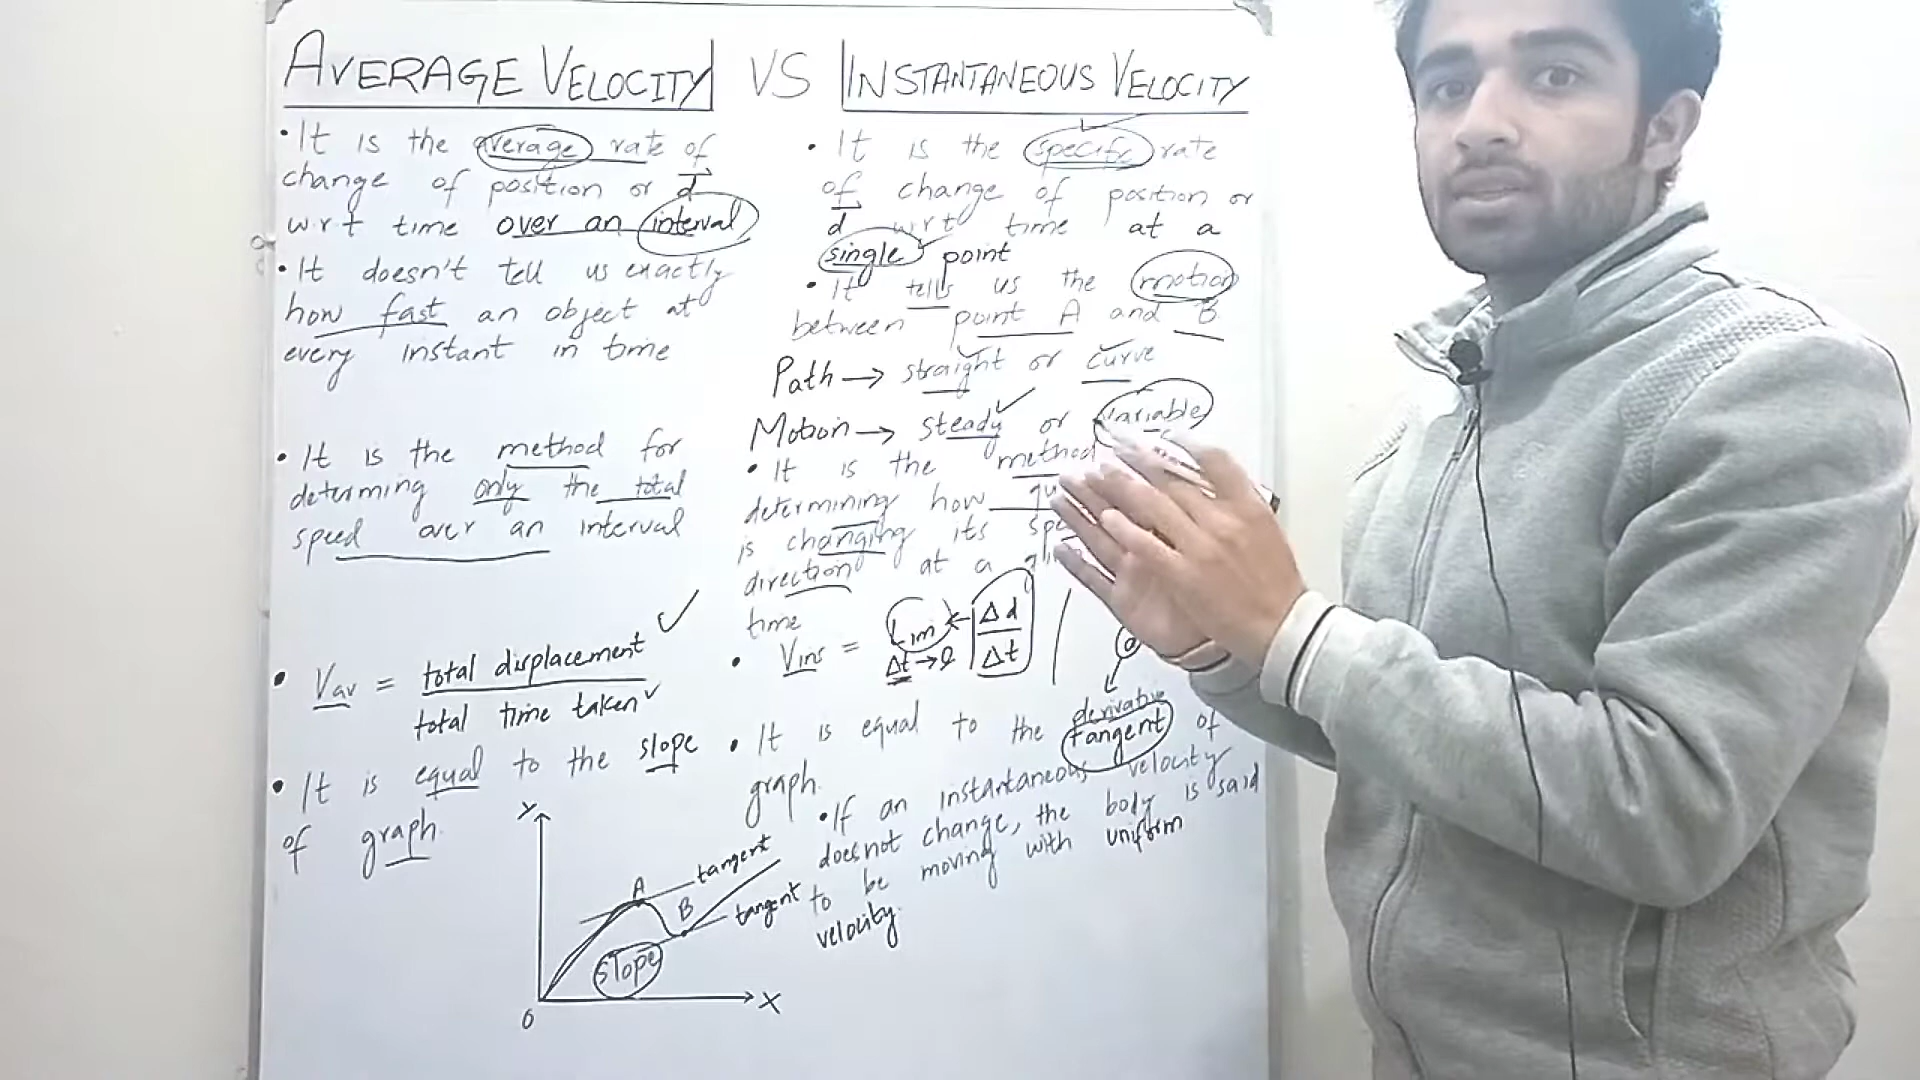 AVERAGE VELOCITY VS INSTANTANEOUS VELOCITY
• It is the average rate of
change of position or d
w.r.t time over an interval
• It doesn't tell us exactly
how fast an object at
every instant in time
• It is the method for
determing only the total
speed over an interval
• Vav = total displacement
total time taken
• It is equal to the slope
of graph.
• It is the specific rate
of change of position or
d w.r.t time at a
single point
• It tells us the motion
between point A and B
Path → straight or curve
Motion → steady or variable
• It is the method
determining how
is changing its
direction at a
time
• Vins = Lim Δd
Δt→0 Δt
derivative
• It is equal to the tangent of
graph.
• If an instantaneous velocity
does not change, the body is said
to be moving with uniform
velocity.
Y
A
tangent
B
tangent
slope
X
O